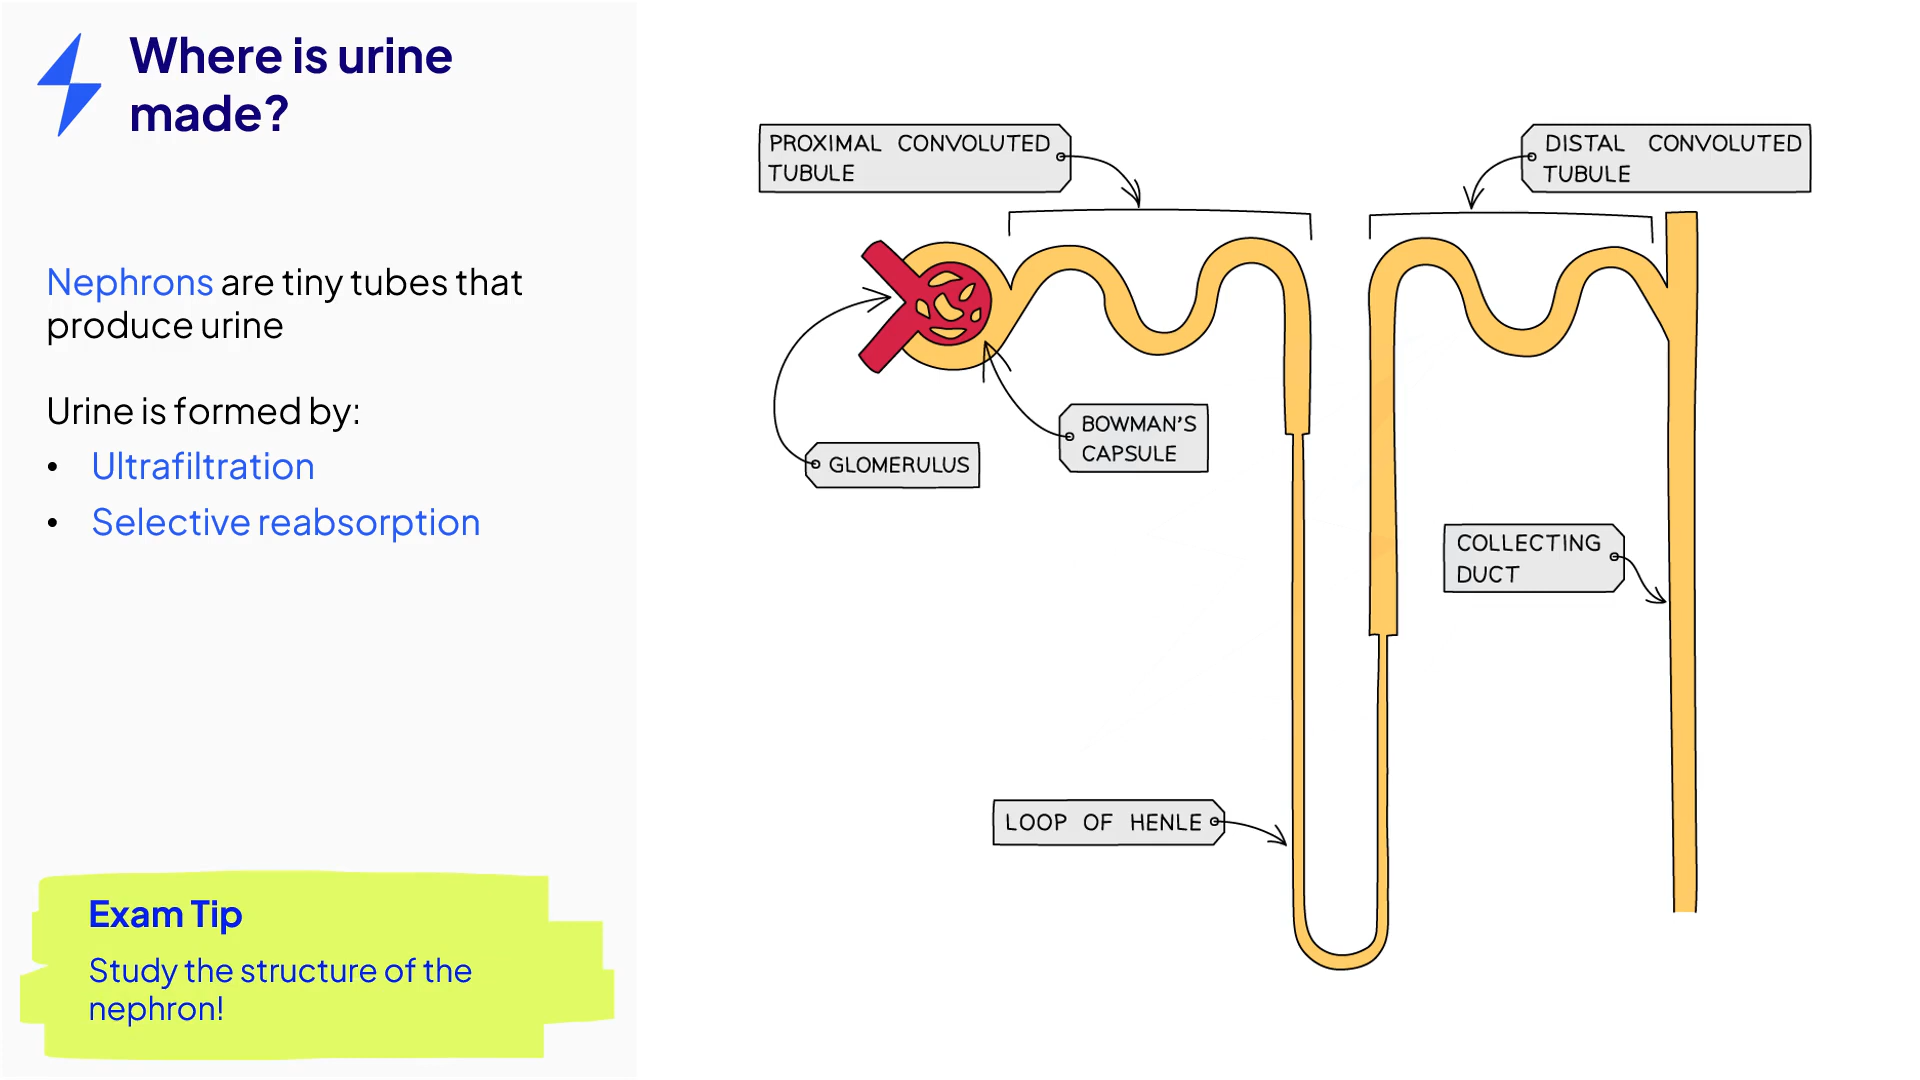 Where is urine
made?
Nephrons are tiny tubes that
produce urine
Urine is formed by:
• Ultrafiltration
• Selective reabsorption
Exam Tip
Study the structure of the
nephron!
PROXIMAL CONVOLUTED
TUBULE
DISTAL CONVOLUTED
TUBULE
BOWMAN'S
CAPSULE
GLOMERULUS
COLLECTING
DUCT
LOOP OF HENLE